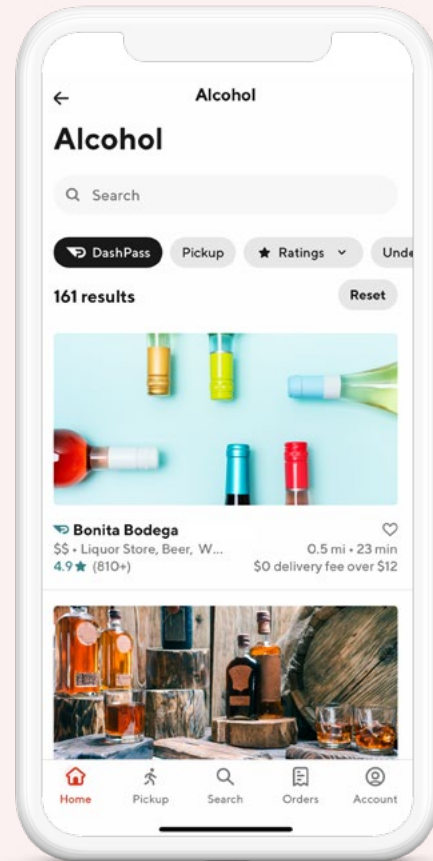 Alcohol
Alcohol
Search
DashPass Pickup Ratings Unde
161 results Reset
Bonita Bodega
$$ • Liquor Store, Beer, W... 0.5 mi • 23 min
4.9★ (810+) $0 delivery fee over $12
Home Pickup Search Orders Account